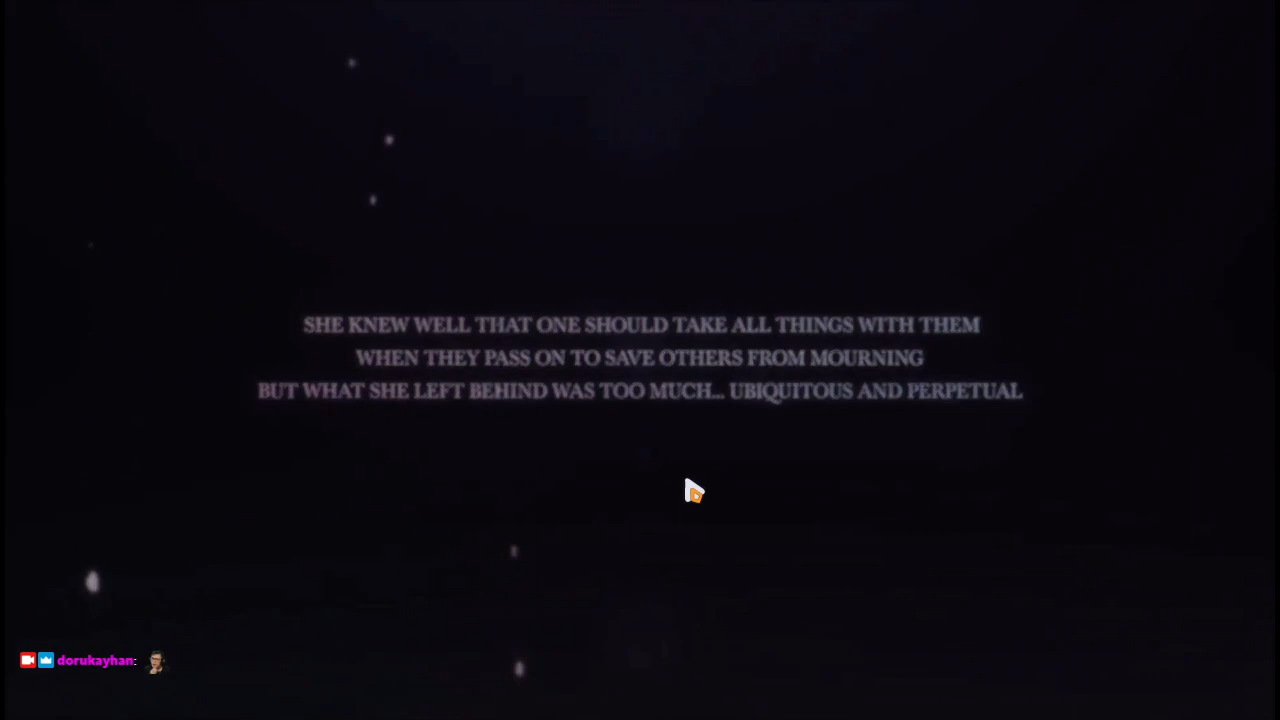 SHE KNEW WELL THAT ONE SHOULD TAKE ALL THINGS WITH THEM
WHEN THEY PASS ON TO SAVE OTHERS FROM MOURNING
BUT WHAT SHE LEFT BEHIND WAS TOO MUCH... UBIQUITOUS AND PERPETUAL
dorukayhan: